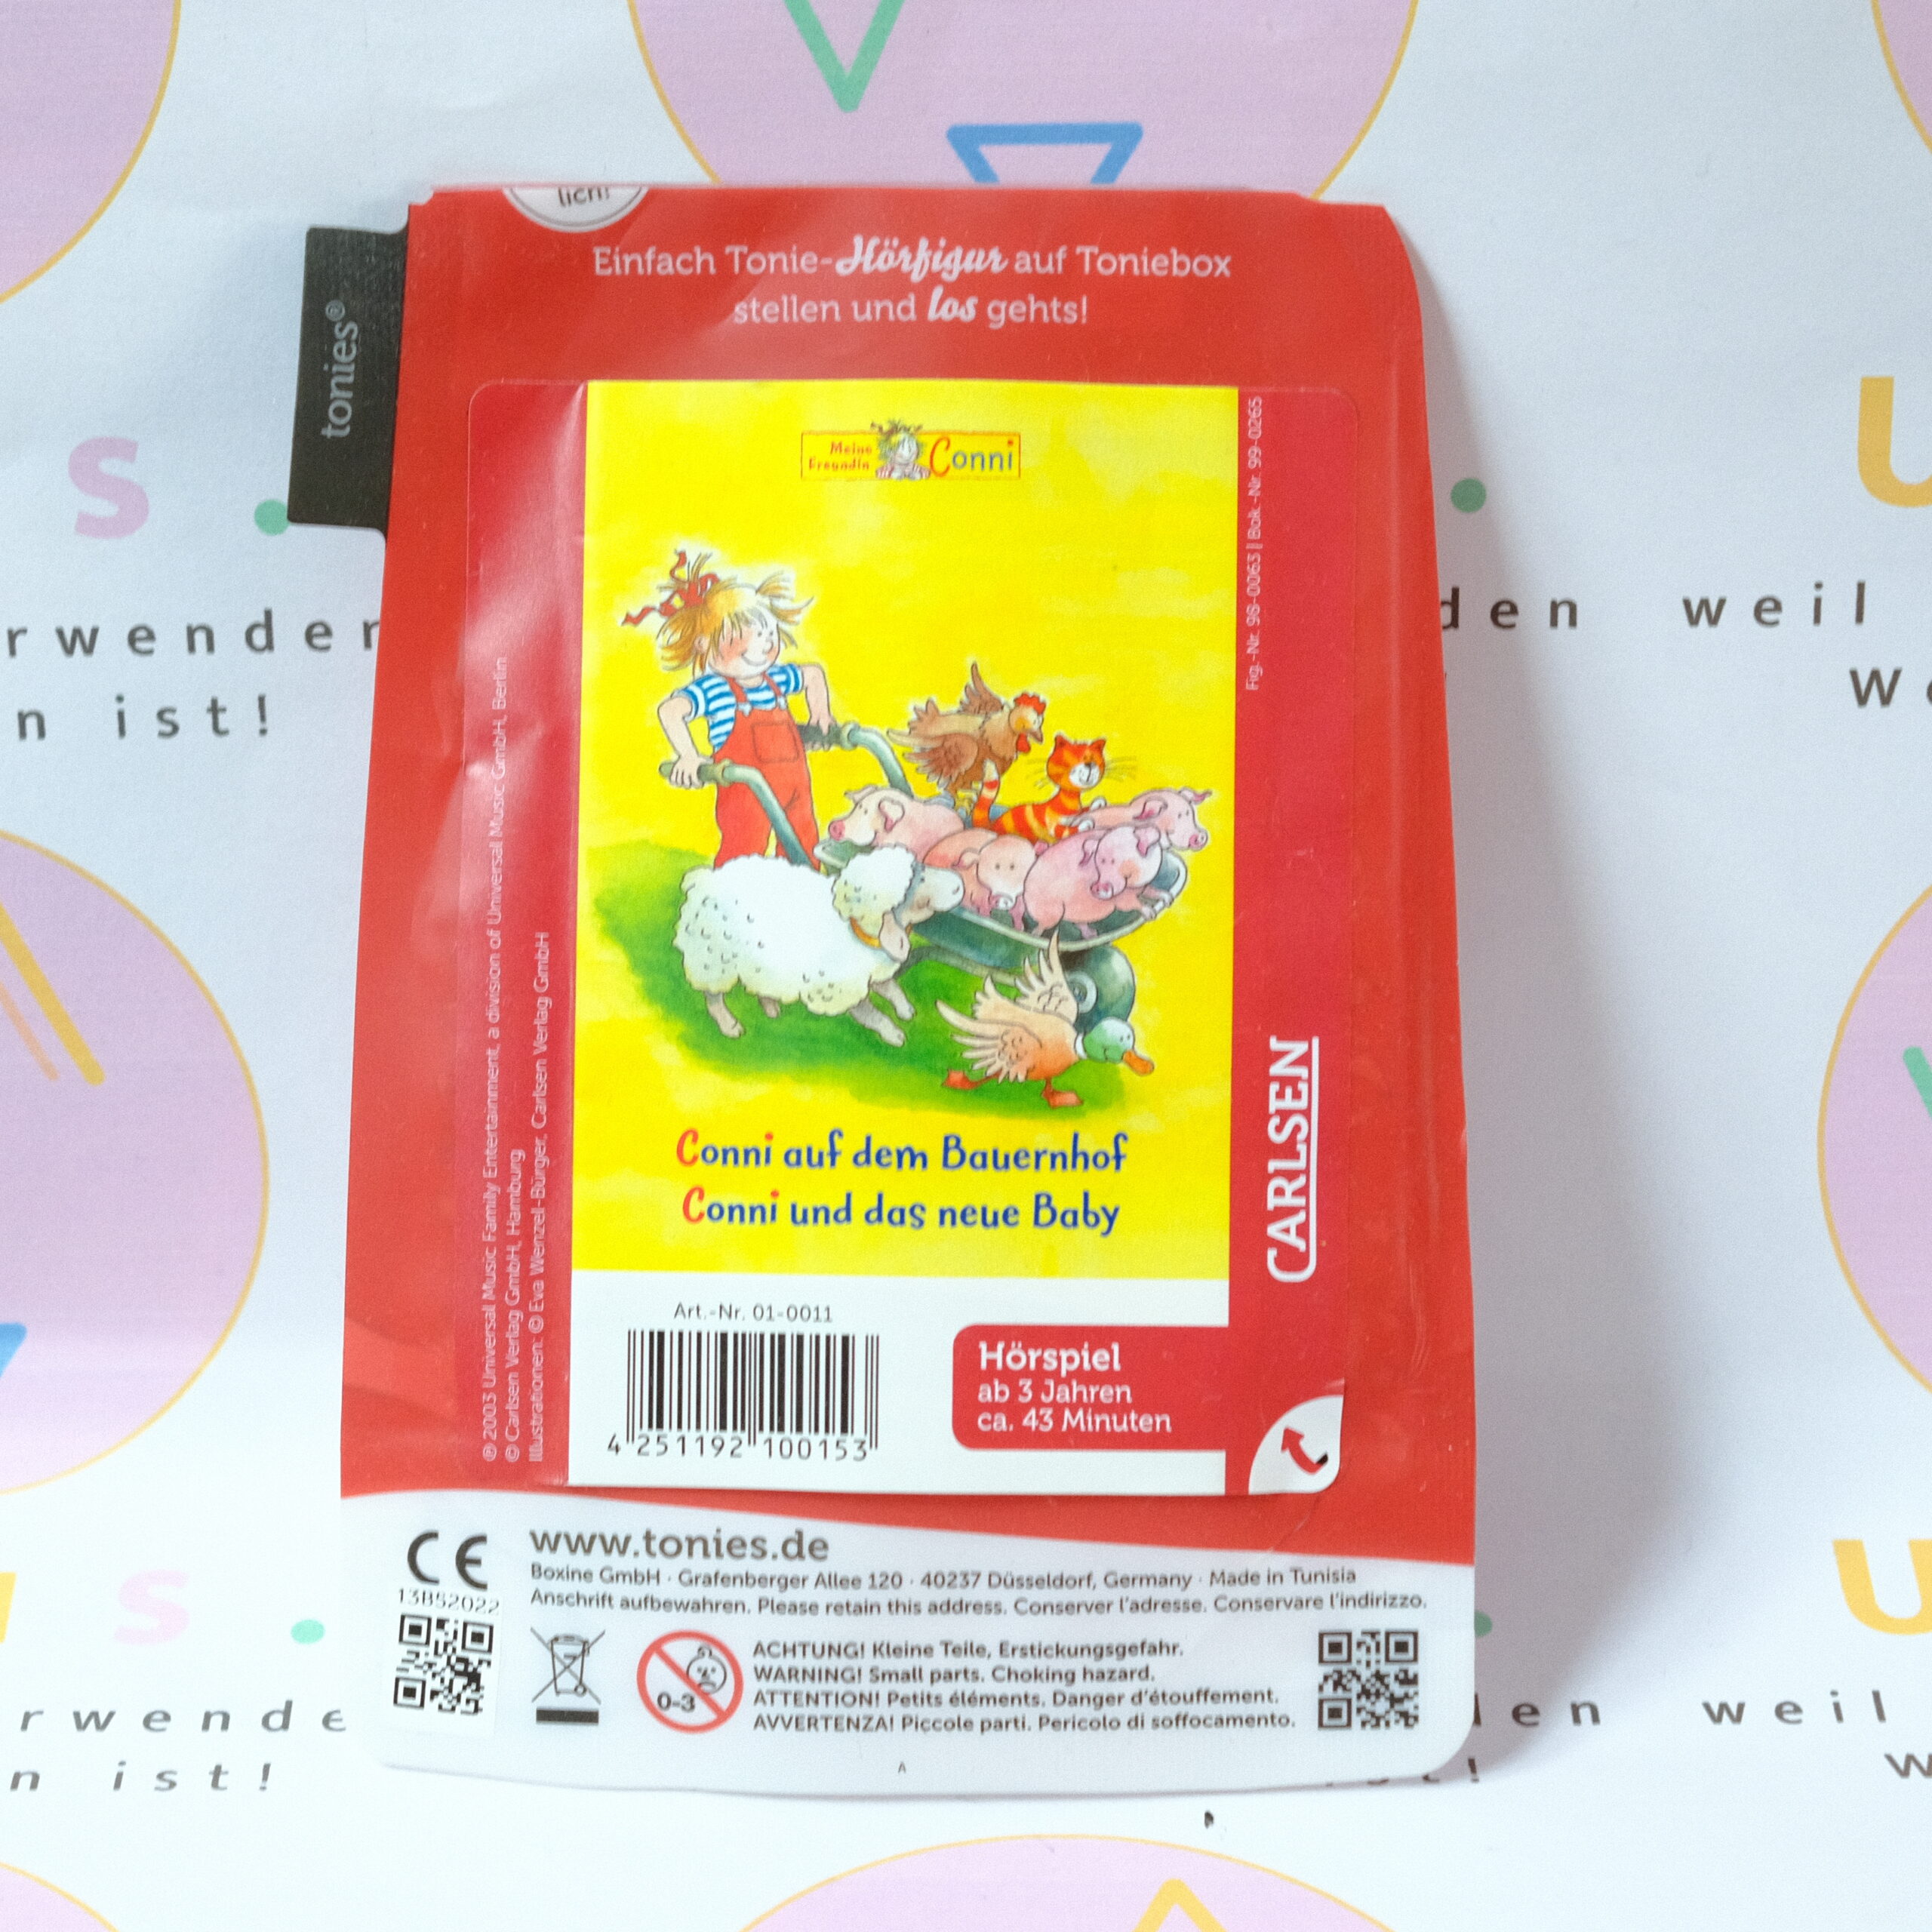 lich!
Einfach Tonie-Hörfigur auf Toniebox
stellen und los gehts!
tonies®
Meine
Freundin
Conni
Fig.-Nr. 98-0063 | Bok.-Nr. 99-0265
℗ 2003 Universal Music Family Entertainment, a division of Universal Music GmbH, Berlin
© Carlsen Verlag GmbH, Hamburg
Illustrationen: © Eva Wenzell-Bürger, Carlsen Verlag GmbH
CARLSEN
Conni auf dem Bauernhof
Conni und das neue Baby
Art.-Nr. 01-0011
4 251192 100153
Hörspiel
ab 3 Jahren
ca. 43 Minuten
CE
13BS2022
www.tonies.de
Boxine GmbH · Grafenberger Allee 120 · 40237 Düsseldorf, Germany · Made in Tunisia
Anschrift aufbewahren. Please retain this address. Conserver l'adresse. Conservare l'indirizzo.
0-3
ACHTUNG! Kleine Teile, Erstickungsgefahr.
WARNING! Small parts. Choking hazard.
ATTENTION! Petits éléments. Danger d'étouffement.
AVVERTENZA! Piccole parti. Pericolo di soffocamento.
A
s.
u
rwenden
den weil
n ist!
s.
u
rwende
en weil
n ist!